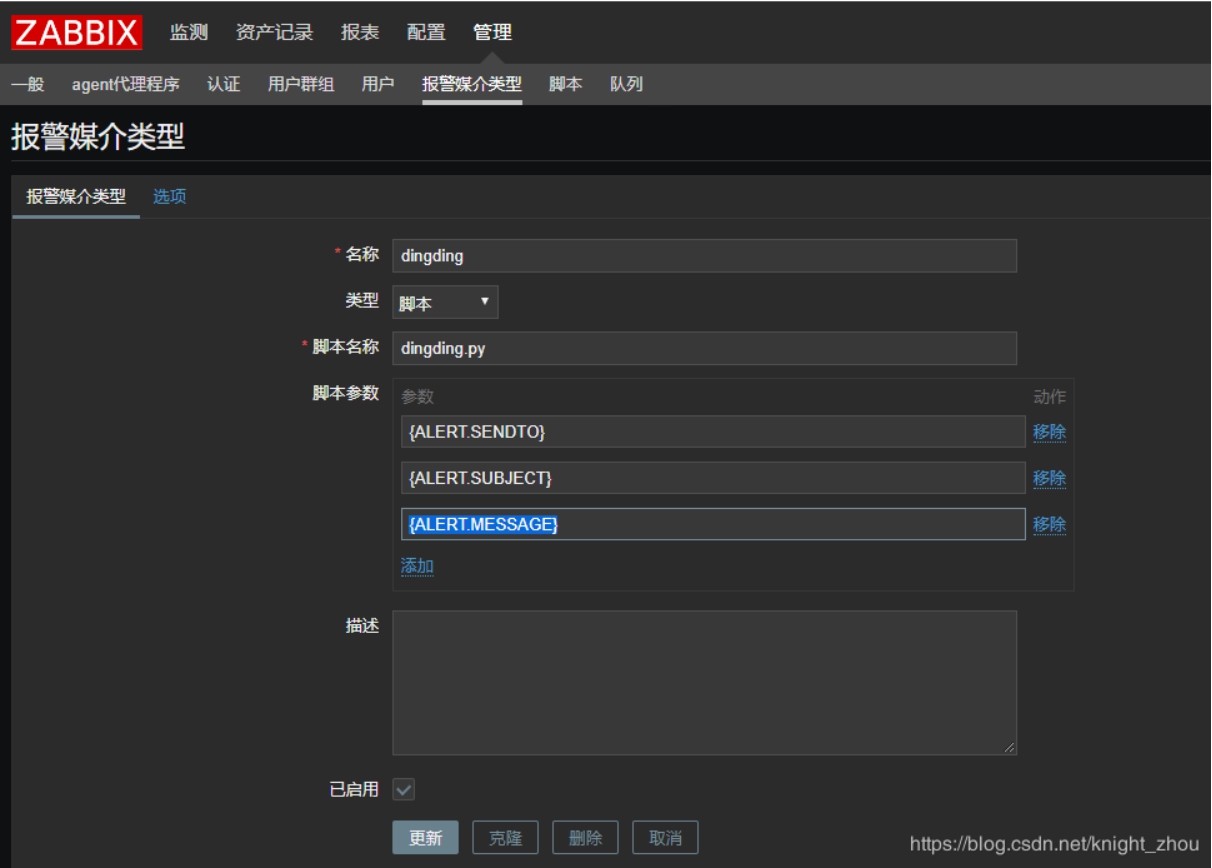 ZABBIX 监测 资产记录 报表 配置 管理
一般 agent代理程序 认证 用户群组 用户 报警媒介类型 脚本 队列
报警媒介类型
报警媒介类型 选项
* 名称 dingding
类型 脚本
* 脚本名称 dingding.py
脚本参数 参数 动作
{ALERT.SENDTO} 移除
{ALERT.SUBJECT} 移除
{ALERT.MESSAGE} 移除
添加
描述
已启用
更新 克隆 删除 取消
https://blog.csdn.net/knight_zhou